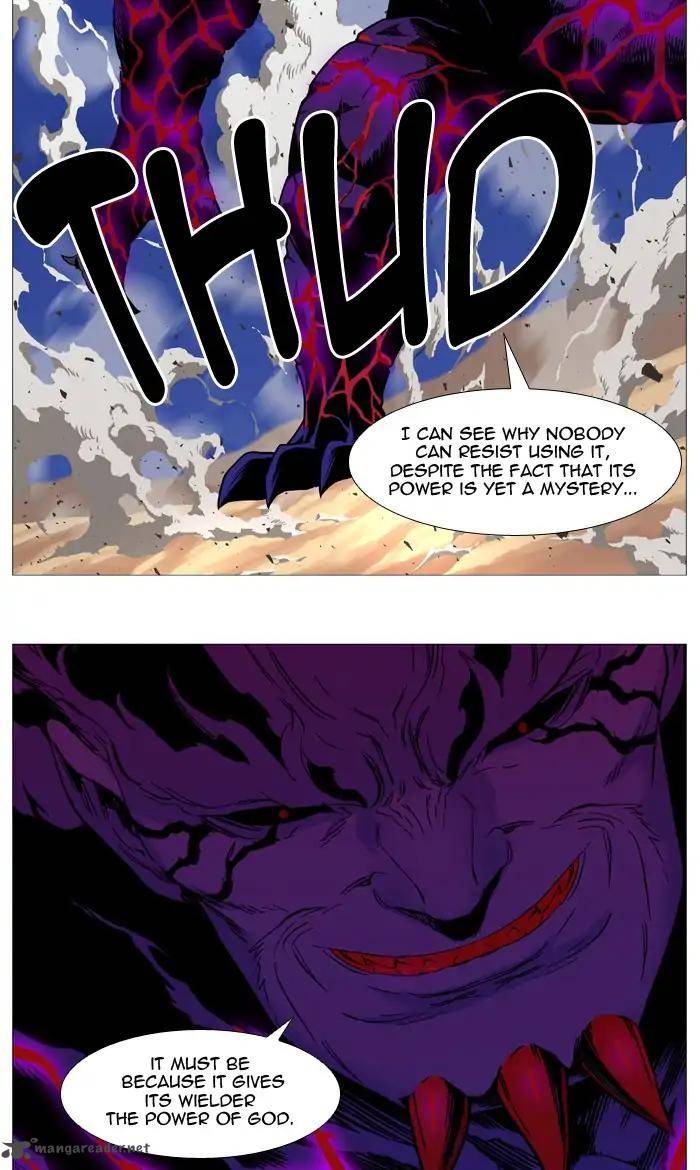 THUD
I CAN SEE WHY NOBODY
CAN RESIST USING IT,
DESPITE THE FACT THAT ITS
POWER IS YET A MYSTERY...
IT MUST BE
BECAUSE IT GIVES
ITS WIELDER
THE POWER OF GOD.
mangareader.net